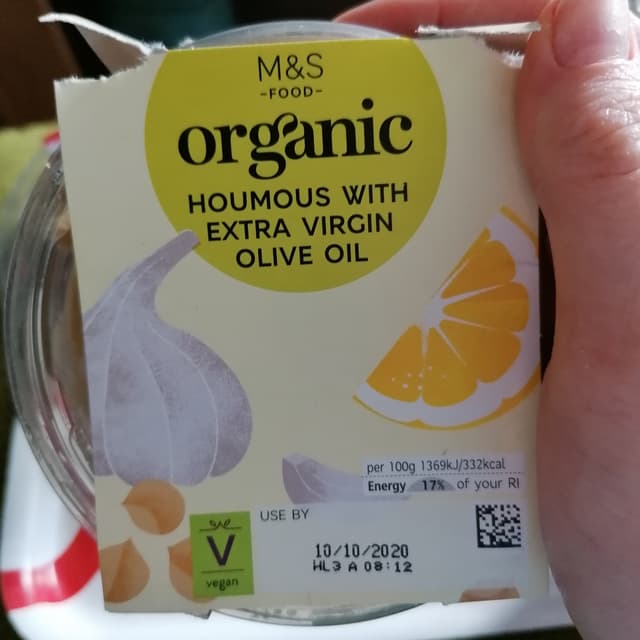 M&S
-FOOD-
organic
HOUMOUS WITH
EXTRA VIRGIN
OLIVE OIL
per 100g 1369kJ/332kcal
Energy 17% of your RI
USE BY
10/10/2020
HL3 A 08:12
V
vegan